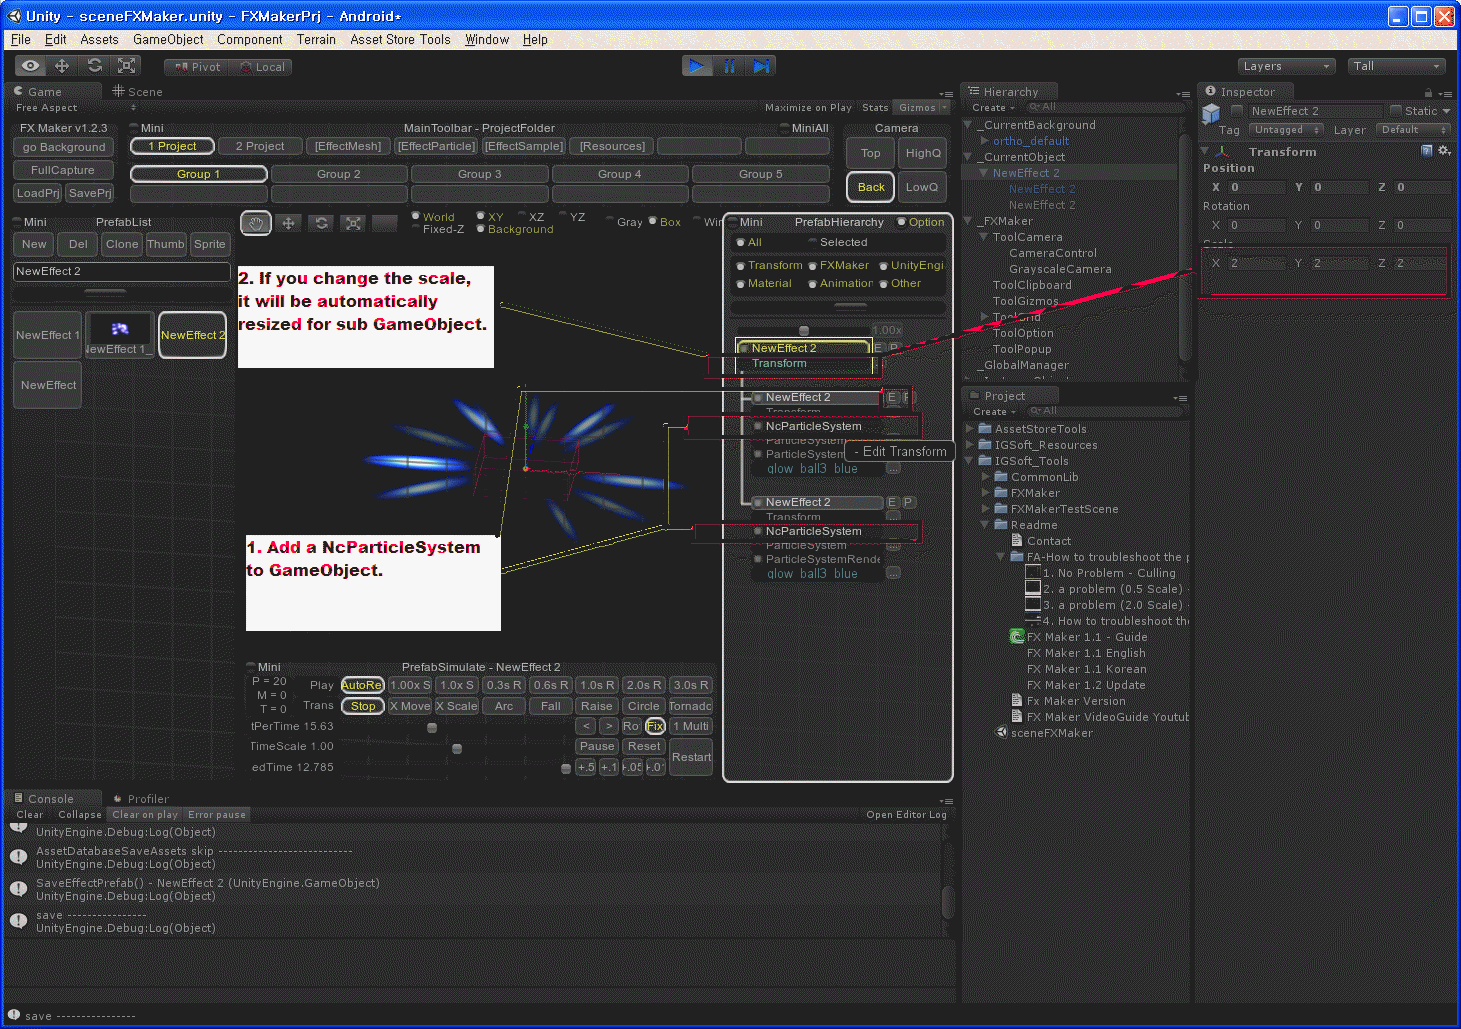 Unity - sceneFXMaker.unity - FXMakerPrj - Android*
File Edit Assets GameObject Component Terrain Asset Store Tools Window Help
Pivot Local
Layers Tall
Game Scene
Free Aspect
Maximize on Play Stats Gizmos
FX Maker v1.2.3
go Background
FullCapture
LoadPrj SavePrj
Mini MainToolbar - ProjectFolder MiniAll
1 Project 2 Project [EffectMesh] [EffectParticle] [EffectSample] [Resources]
Group 1 Group 2 Group 3 Group 4 Group 5
Camera
Top HighQ
Back LowQ
Mini PrefabList
New Del Clone Thumb Sprite
NewEffect 2
NewEffect 1 NewEffect 2
NewEffect
World XY XZ YZ Gray Box
Fixed-Z Background
2. If you change the scale,
it will be automatically
resized for sub GameObject.
1. Add a NcParticleSystem
to GameObject.
Mini PrefabHierarchy Option
All Selected
Transform FXMaker UnityEngi
Material Animation Other
1.00x
NewEffect 2 E P
Transform
NewEffect 2 E P
Transform
NcParticleSystem
ParticleSystem
ParticleSystem
- Edit Transform
glow_ball3_blue ...
NewEffect 2 E P
Transform
NcParticleSystem
ParticleSystem
ParticleSystemRende
glow_ball3_blue ...
Mini PrefabSimulate - NewEffect 2
P = 20
M = 0
T = 0
Play AutoRe 1.00x S 1.0x S 0.3s R 0.6s R 1.0s R 2.0s R 3.0s R
Trans Stop X Move X Scale Arc Fall Raise Circle Tornado
tPerTime 15.63 < > Ro Fix 1 Multi
TimeScale 1.00 Pause Reset Restart
edTime 12.785 +.5 +.1 +.05 +.01
Console Profiler
Clear Collapse Clear on play Error pause Open Editor Log
UnityEngine.Debug:Log(Object)
AssetDatabaseSaveAssets skip ---------------------------
UnityEngine.Debug:Log(Object)
SaveEffectPrefab() - NewEffect 2 (UnityEngine.GameObject)
UnityEngine.Debug:Log(Object)
save ----------------
UnityEngine.Debug:Log(Object)
save ----------------
Hierarchy
Create All
_CurrentBackground
ortho_default
_CurrentObject
NewEffect 2
NewEffect 2
NewEffect 2
_FXMaker
ToolCamera
CameraControl
GrayscaleCamera
ToolClipboard
ToolGizmos
ToolGrid
ToolOption
ToolPopup
_GlobalManager
Project
Create All
AssetStoreTools
IGSoft_Resources
IGSoft_Tools
CommonLib
FXMaker
FXMakerTestScene
Readme
Contact
FA-How to troubleshoot the p
1. No Problem - Culling
2. a problem (0.5 Scale) -
3. a problem (2.0 Scale) -
4. How to troubleshoot the
FX Maker 1.1 - Guide
FX Maker 1.1 English
FX Maker 1.1 Korean
FX Maker 1.2 Update
Fx Maker Version
FX Maker VideoGuide Youtub
sceneFXMaker
Inspector
NewEffect 2 Static
Tag Untagged Layer Default
Transform
Position
X 0 Y 0 Z 0
Rotation
X 0 Y 0 Z 0
Scale
X 2 Y 2 Z 2